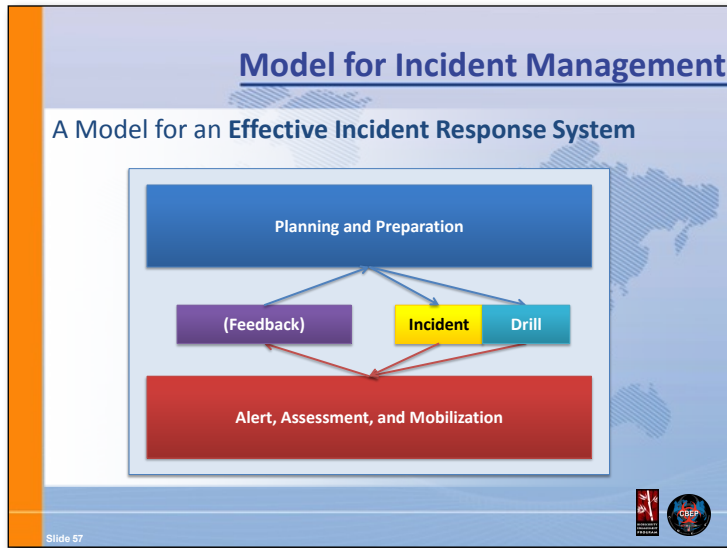 Model for Incident Management
A Model for an Effective Incident Response System
Planning and Preparation
(Feedback)
Incident
Drill
Alert, Assessment, and Mobilization
CBEP
Slide 57